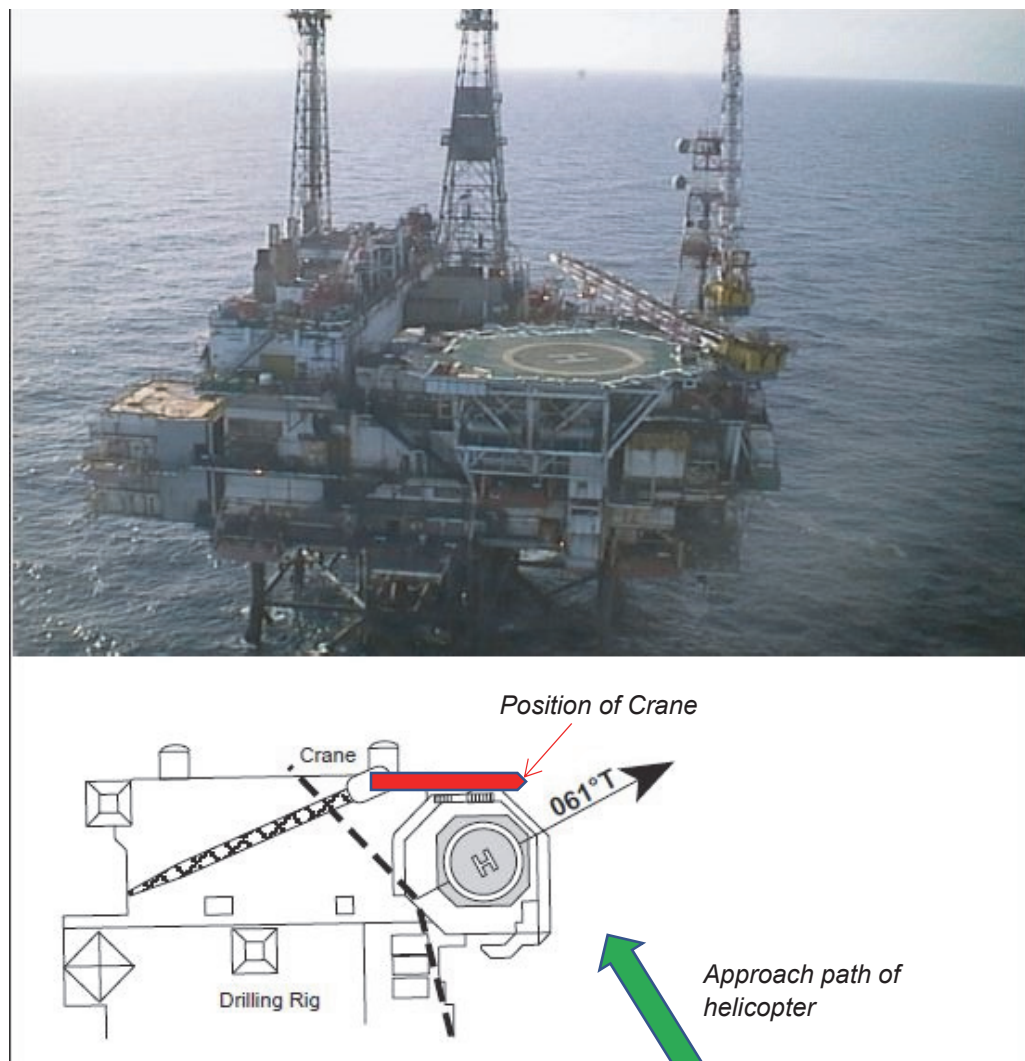 Position of Crane
Crane
061°T
H
Drilling Rig
Approach path of
helicopter